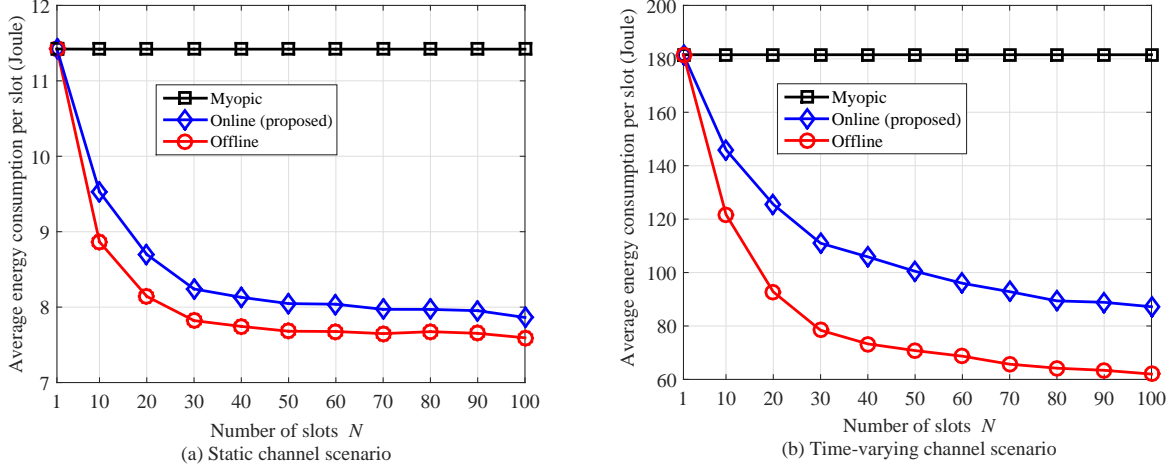 12
11
10
9
8
7
Average energy consumption per slot (Joule)
Myopic
Online (proposed)
Offline
1 10 20 30 40 50 60 70 80 90 100
Number of slots N
(a) Static channel scenario
200
180
160
140
120
100
80
60
Average energy consumption per slot (Joule)
Myopic
Online (proposed)
Offline
1 10 20 30 40 50 60 70 80 90 100
Number of slots N
(b) Time-varying channel scenario